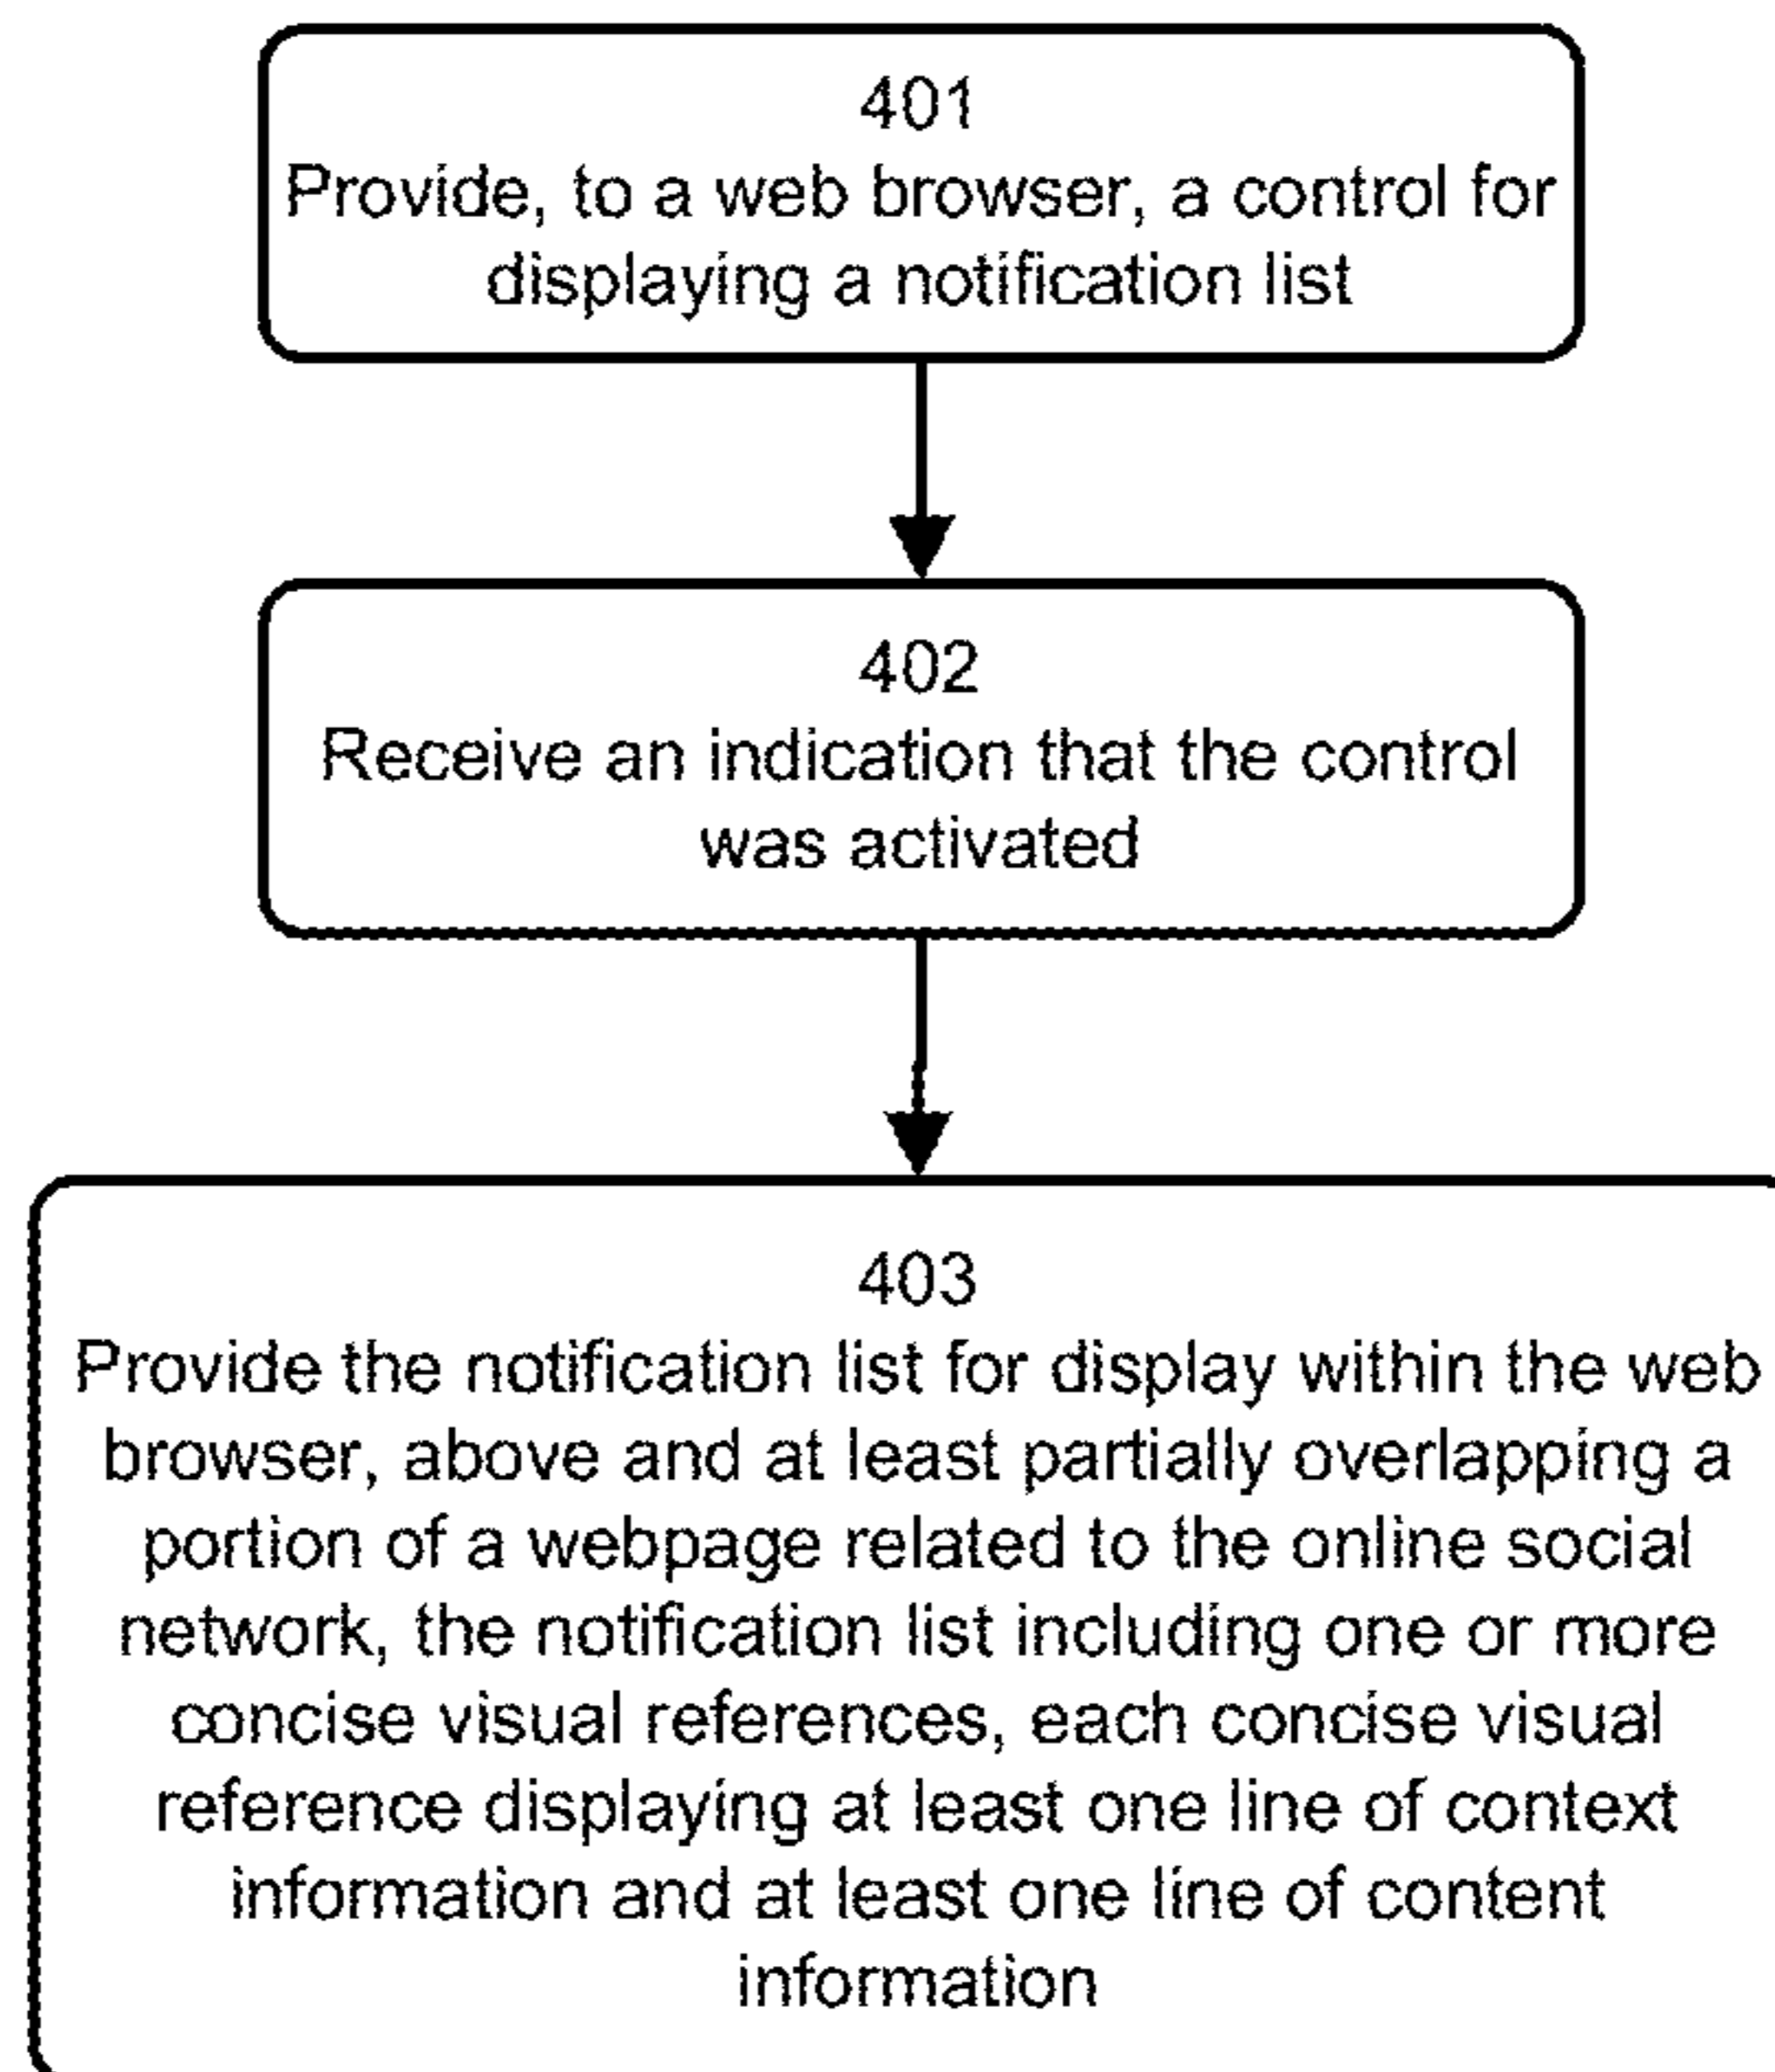 401
Provide, to a web browser, a control for
displaying a notification list
402
Receive an indication that the control
was activated
403
Provide the notification list for display within the web
browser, above and at least partially overlapping a
portion of a webpage related to the online social
network, the notification list including one or more
concise visual references, each concise visual
reference displaying at least one line of context
information and at least one line of content
information